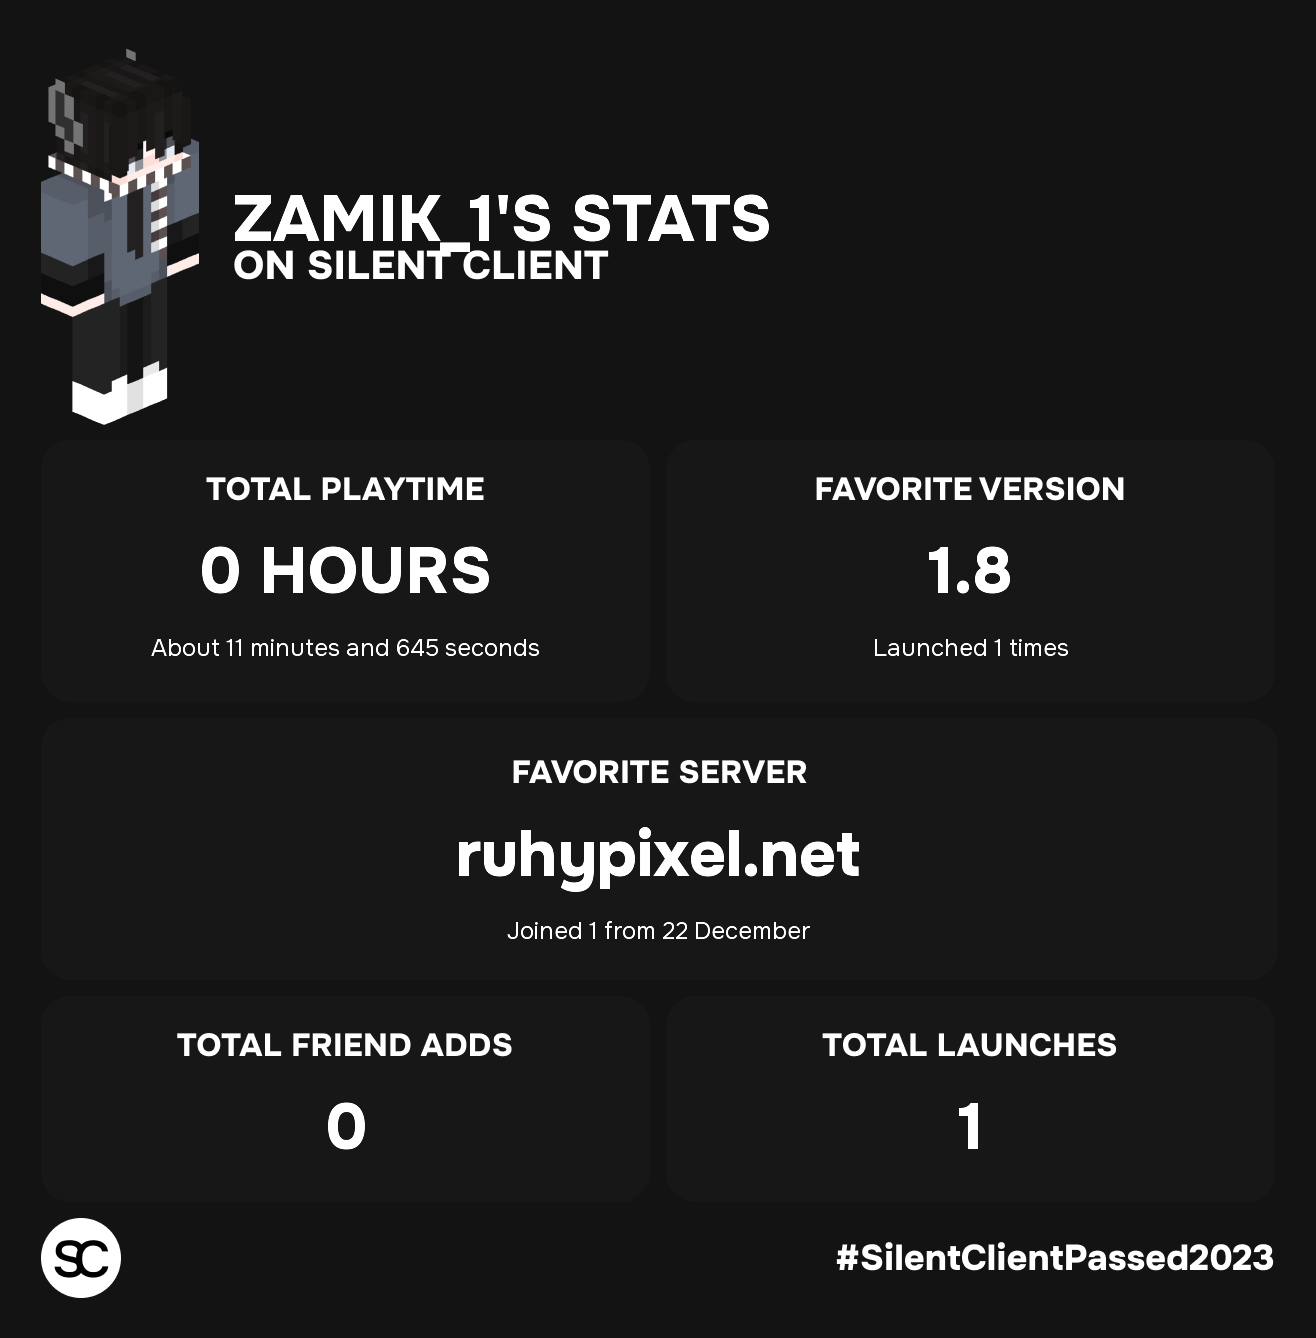 ZAMIK_1'S STATS
ON SILENT CLIENT
TOTAL PLAYTIME
0 HOURS
About 11 minutes and 645 seconds
FAVORITE VERSION
1.8
Launched 1 times
FAVORITE SERVER
ruhypixel.net
Joined 1 from 22 December
TOTAL FRIEND ADDS
0
TOTAL LAUNCHES
1
SC
#SilentClientPassed2023